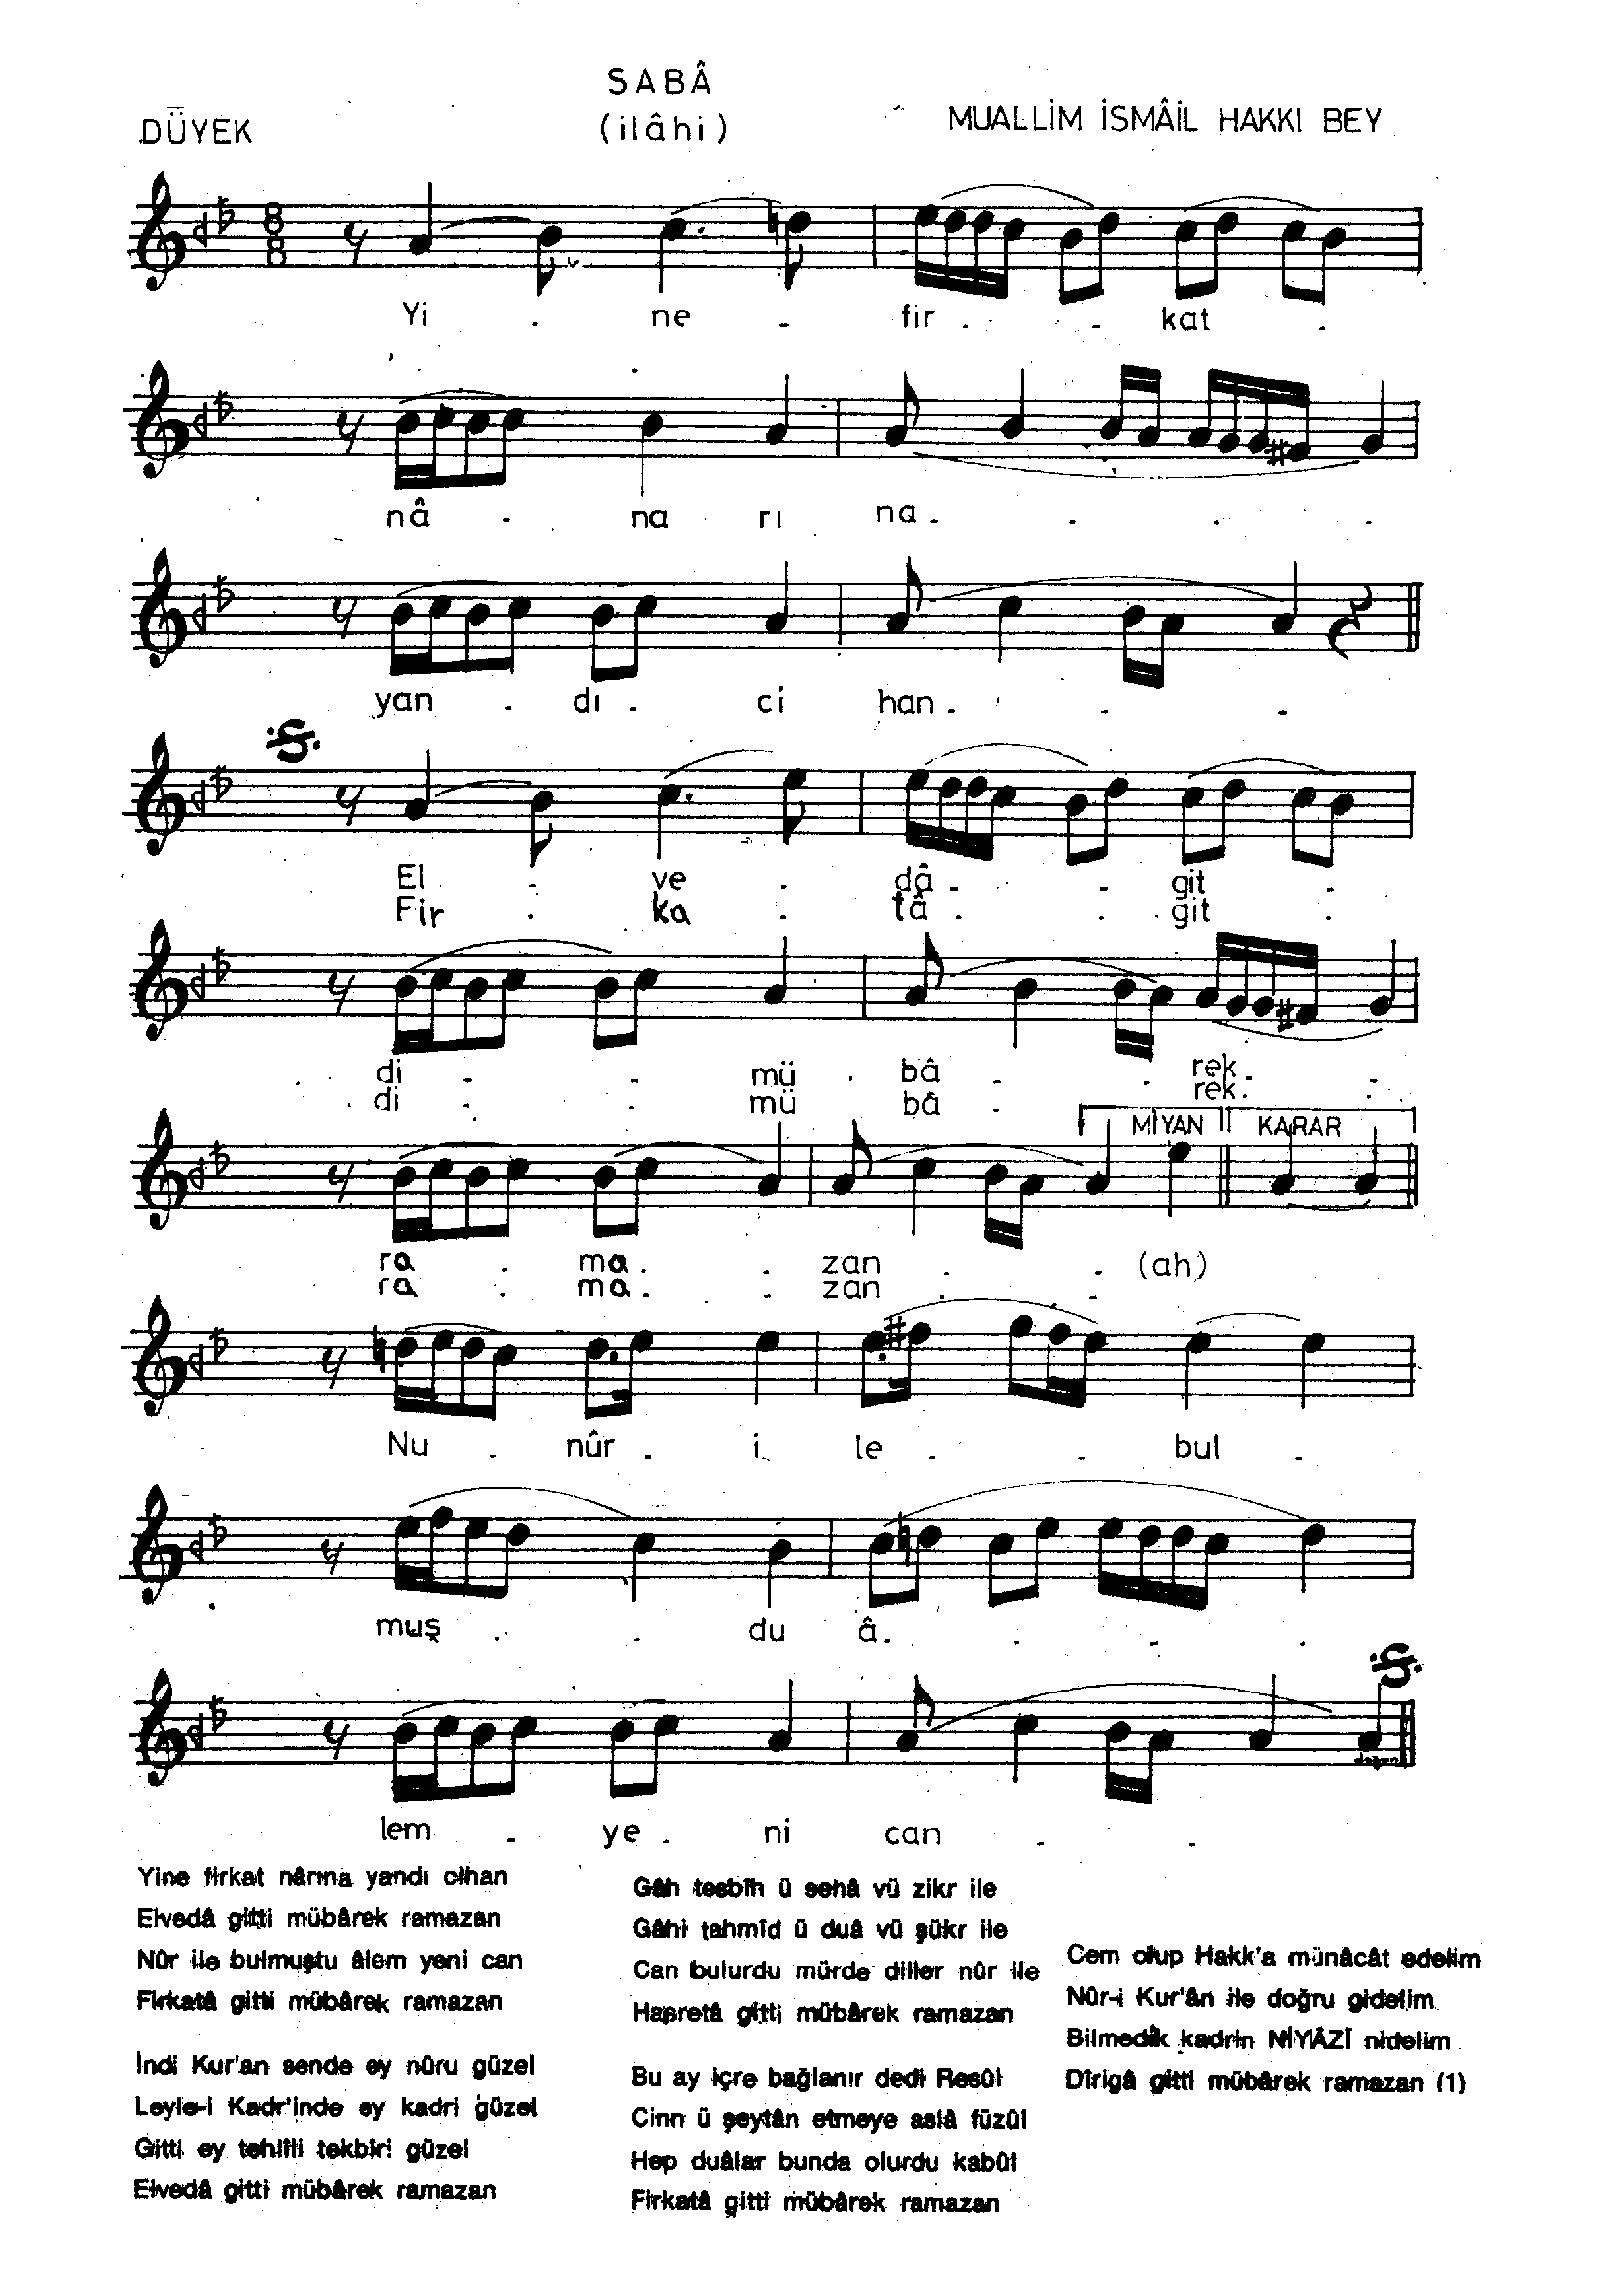 SABÂ
DÜYEK
(ilâhi)
MUALLİM İSMÂİL HAKKI BEY
8
8
Yi . ne - fir . . - kat .
nâ - na rı na . . . .
yan - dı . ci han . . - -
El . - ve . dâ - - git .
Fir . ka . tâ . . git .
di - - mü . bâ - . rek . -
di . . mü bâ . rek . .
MİYAN KARAR
ra . ma . . zan . - (ah)
ra . ma . - zan . -
Nu . nûr . i le . . bul -
muş . . du â . . - .
lem - ye . ni can - -
Yine firkat nârına yandı cihan
Elvedâ gitti mübârek ramazan
Nûr ile bulmuştu âlem yeni can
Firkatâ gitti mübârek ramazan
İndi Kur'an sende ey nûru güzel
Leyle-i Kadr'inde ey kadri güzel
Gitti ey tehlîli tekbîri güzel
Elvedâ gitti mübârek ramazan
Gâh tesbîh ü sehâ vü zikr ile
Gâhi tahmîd ü duâ vü şükr ile
Can bulurdu mürde diller nûr ile
Hasretâ gitti mübârek ramazan
Bu ay içre bağlanır dedi Resûl
Cinn ü şeytân etmeye aslâ füzûl
Hep duâlar bunda olurdu kabûl
Firkatâ gitti mübârek ramazan
Cem olup Hakk'a münâcât edelim
Nûr-i Kur'ân ile doğru gidelim
Bilmedik kadrin NİYÂZÎ nidelim
Dîrigâ gitti mübârek ramazan (1)